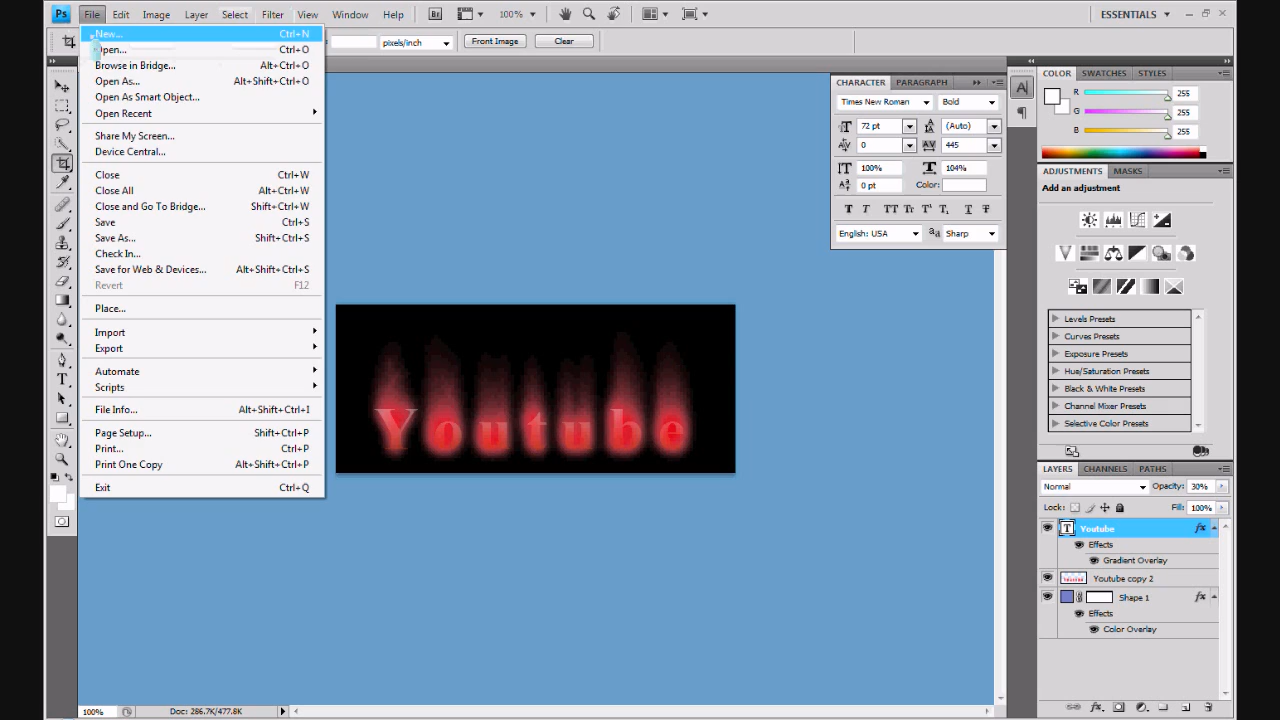 Ps File Edit Image Layer Select Filter View Window Help Br 100% ESSENTIALS
pixels/inch Front Image Clear
New... Ctrl+N
Open... Ctrl+O
Browse in Bridge... Alt+Ctrl+O
Open As... Alt+Shift+Ctrl+O
Open As Smart Object...
Open Recent
Share My Screen...
Device Central...
Close Ctrl+W
Close All Alt+Ctrl+W
Close and Go To Bridge... Shift+Ctrl+W
Save Ctrl+S
Save As... Shift+Ctrl+S
Check In...
Save for Web & Devices... Alt+Shift+Ctrl+S
Revert F12
Place...
Import
Export
Automate
Scripts
File Info... Alt+Shift+Ctrl+I
Page Setup... Shift+Ctrl+P
Print... Ctrl+P
Print One Copy Alt+Shift+Ctrl+P
Exit Ctrl+Q
Youtube
100% Doc: 286.7K/477.8K
CHARACTER PARAGRAPH
Times New Roman Bold
72 pt (Auto)
0 445
100% 104%
0 pt Color:
T T TT Tr T¹ T₁ T T
English: USA aa Sharp
COLOR SWATCHES STYLES
R 255
G 255
B 255
ADJUSTMENTS MASKS
Add an adjustment
Levels Presets
Curves Presets
Exposure Presets
Hue/Saturation Presets
Black & White Presets
Channel Mixer Presets
Selective Color Presets
LAYERS CHANNELS PATHS
Normal Opacity: 30%
Lock: Fill: 100%
T Youtube fx
Effects
Gradient Overlay
Youtube copy 2
Shape 1 fx
Effects
Color Overlay